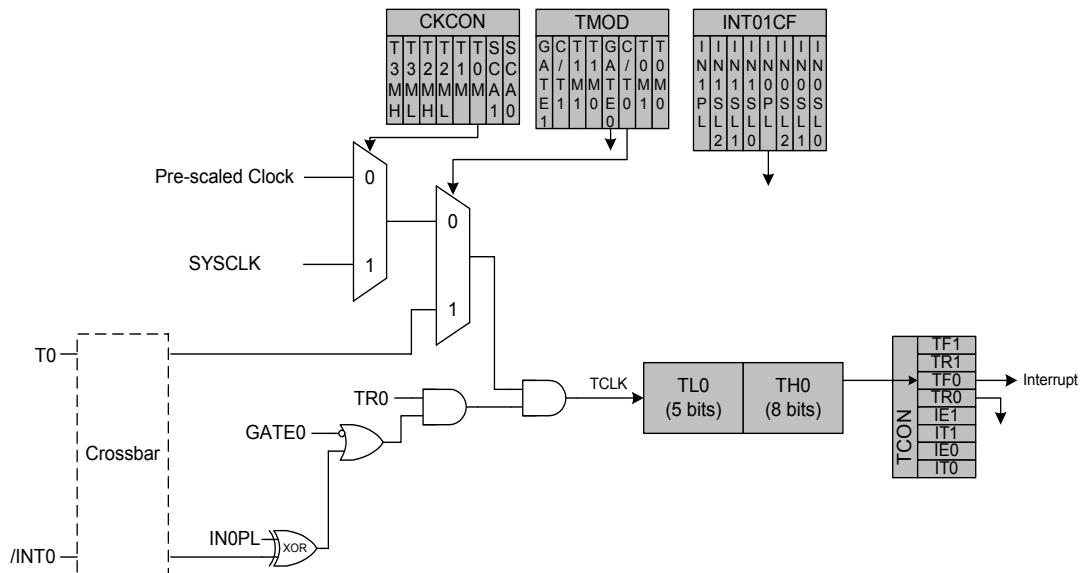 CKCON
T3MH
T3ML
T2MH
T2ML
T1M
T0M
SCA1
SCA0
TMOD
GATE1
C/T1
T1M1
T1M0
GATE0
C/T0
T0M1
T0M0
INT01CF
IN1PL
IN1SL2
IN1SL1
IN1SL0
IN0PL
IN0SL2
IN0SL1
IN0SL0
Pre-scaled Clock
0
SYSCLK
1
0
1
T0
Crossbar
/INT0
TR0
GATE0
IN0PL
XOR
TCLK
TL0
(5 bits)
TH0
(8 bits)
TCON
TF1
TR1
TF0
TR0
IE1
IT1
IE0
IT0
Interrupt